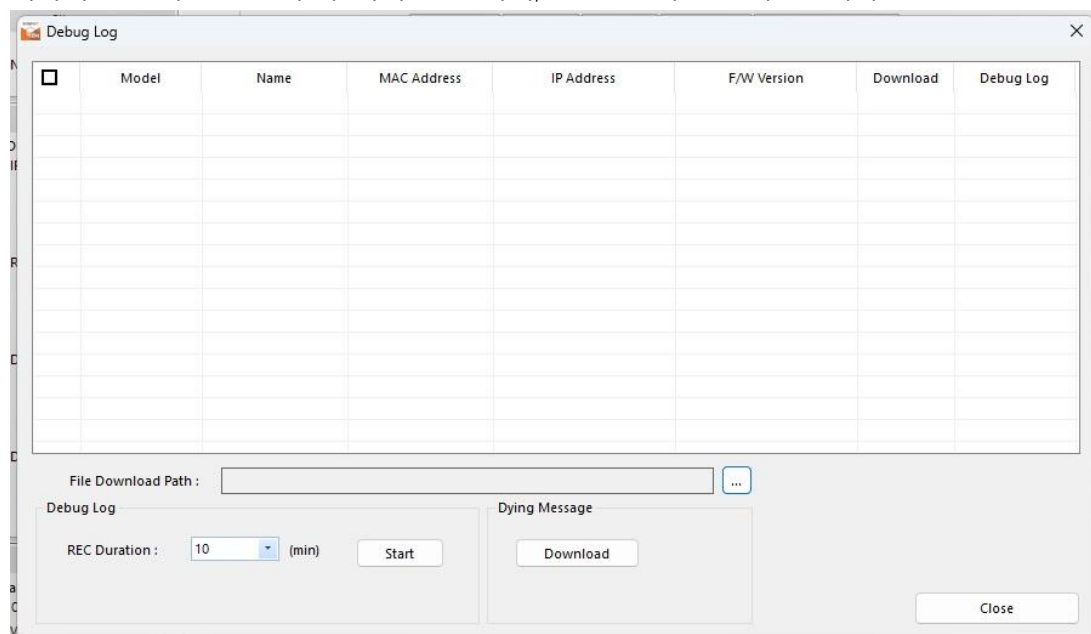 Debug Log
Model Name MAC Address IP Address F/W Version Download Debug Log
File Download Path :
...
Debug Log
Dying Message
REC Duration : 10 (min) Start Download
Close